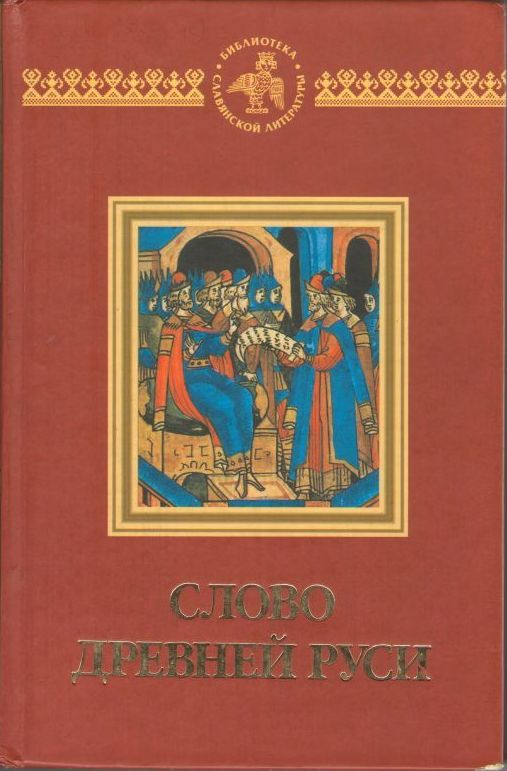 • БИБЛИОТЕКА •
СЛАВЯНСКОЙ ЛИТЕРАТУРЫ
СЛОВО
ДРЕВНЕЙ РУСИ